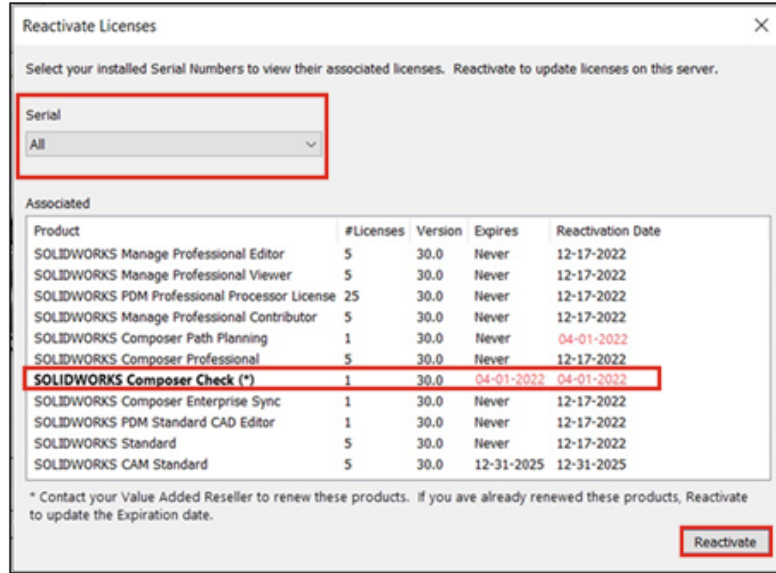 Reactivate Licenses
Select your installed Serial Numbers to view their associated licenses. Reactivate to update licenses on this server.
Serial
All
Associated
Product #Licenses Version Expires Reactivation Date
SOLIDWORKS Manage Professional Editor 5 30.0 Never 12-17-2022
SOLIDWORKS Manage Professional Viewer 5 30.0 Never 12-17-2022
SOLIDWORKS PDM Professional Processor License 25 30.0 Never 12-17-2022
SOLIDWORKS Manage Professional Contributor 5 30.0 Never 12-17-2022
SOLIDWORKS Composer Path Planning 1 30.0 Never 04-01-2022
SOLIDWORKS Composer Professional 5 30.0 Never 12-17-2022
SOLIDWORKS Composer Check (*) 1 30.0 04-01-2022 04-01-2022
SOLIDWORKS Composer Enterprise Sync 1 30.0 Never 12-17-2022
SOLIDWORKS PDM Standard CAD Editor 1 30.0 Never 12-17-2022
SOLIDWORKS Standard 5 30.0 Never 12-17-2022
SOLIDWORKS CAM Standard 5 30.0 12-31-2025 12-31-2025
* Contact your Value Added Reseller to renew these products. If you ave already renewed these products, Reactivate
to update the Expiration date.
Reactivate